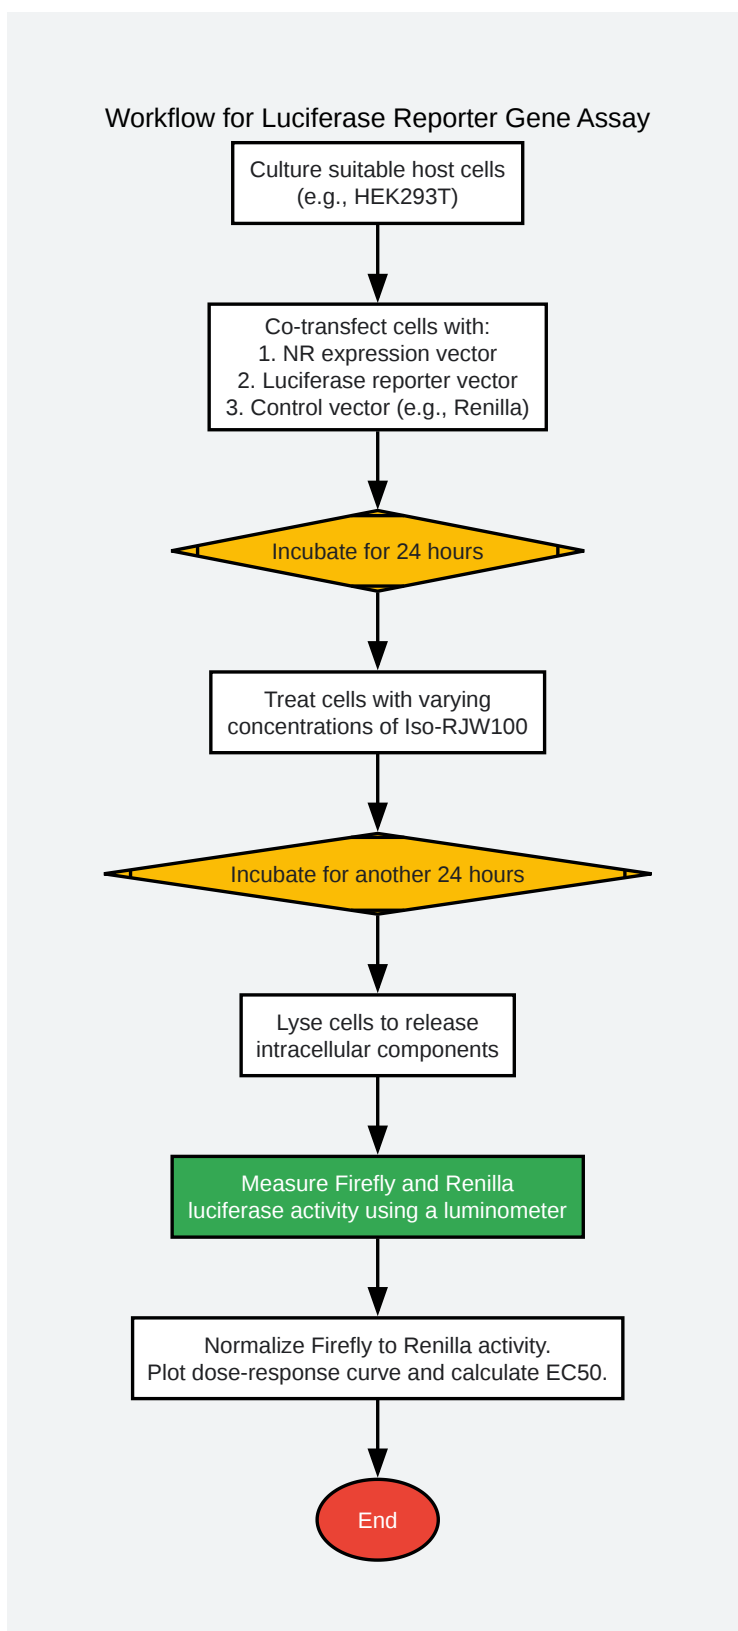 Workflow for Luciferase Reporter Gene Assay
Culture suitable host cells
(e.g., HEK293T)
Co-transfect cells with:
1. NR expression vector
2. Luciferase reporter vector
3. Control vector (e.g., Renilla)
Incubate for 24 hours
Treat cells with varying
concentrations of Iso-RJW100
Incubate for another 24 hours
Lyse cells to release
intracellular components
Measure Firefly and Renilla
luciferase activity using a luminometer
Normalize Firefly to Renilla activity.
Plot dose-response curve and calculate EC50.
End